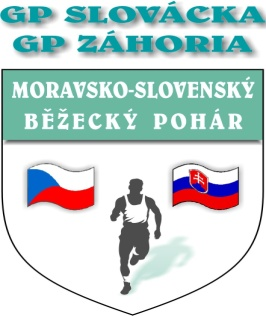 GP SLOVÁCKA
GP ZÁHORIA
MORAVSKO-SLOVENSKÝ
BĚŽECKÝ POHÁR